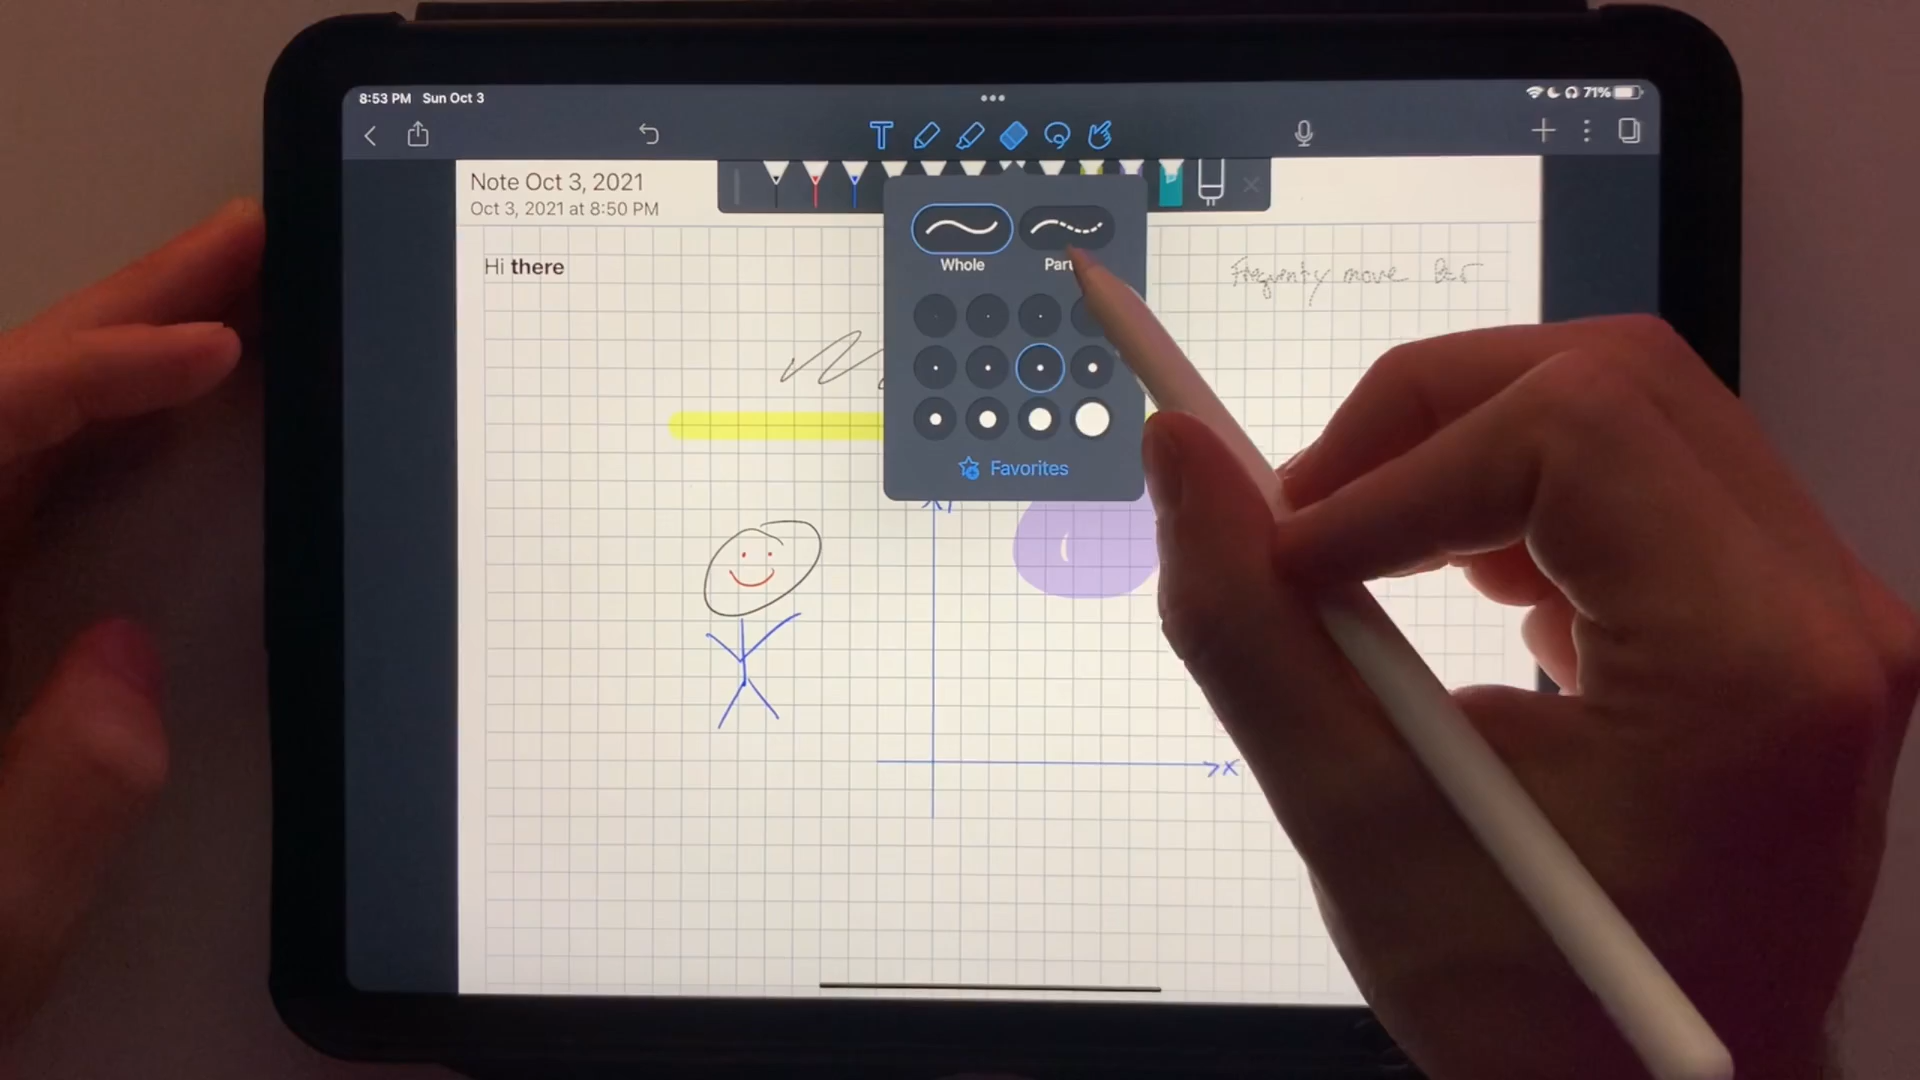 8:53 PM Sun Oct 3
71%
T
Note Oct 3, 2021
Oct 3, 2021 at 8:50 PM
Whole
Hi there
move
Favorites
x